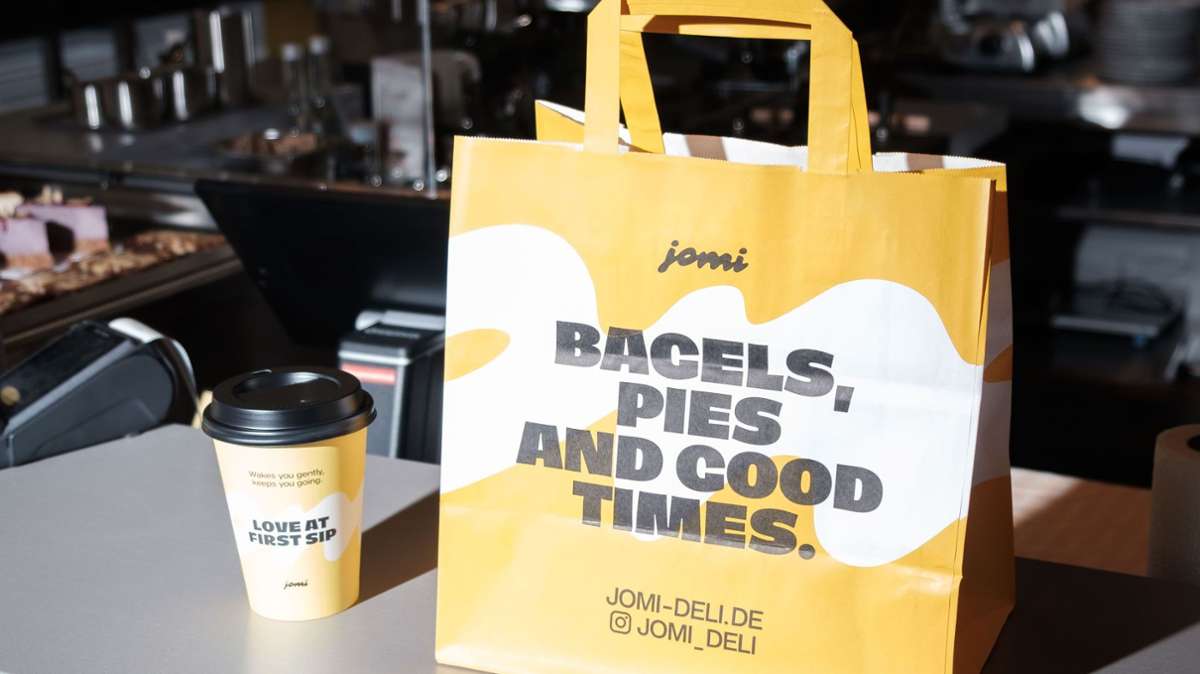 jomi
BAGELS,
PIES
AND GOOD
TIMES.
JOMI-DELI.DE
JOMI_DELI
Wakes you gently,
keeps you going.
LOVE AT
FIRST SIP
jomi